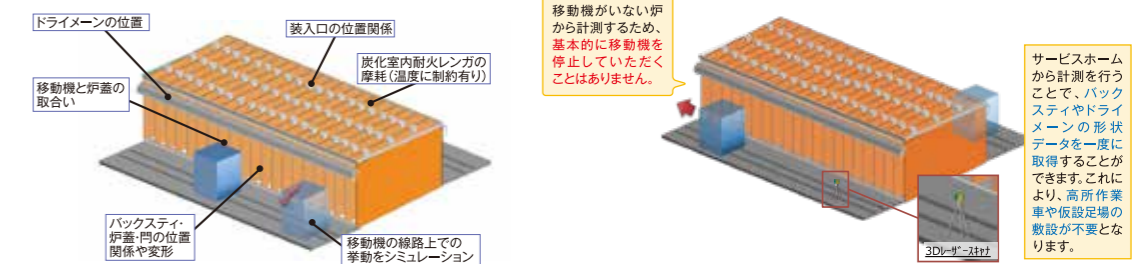 ドライメーンの位置
装入口の位置関係
炭化室内耐火レンガの
摩耗（温度に制約有り）
移動機と炉蓋の
取合い
バックスティ・
炉蓋・閂の位置
関係や変形
移動機の線路上での
挙動をシミュレーション
移動機がいない炉
から計測するため、
基本的に移動機を
停止していただく
ことはありません。
サービスホーム
から計測を行う
ことで、バック
スティやドライ
メーンの形状
データを一度に
取得することが
できます。これに
より、高所作業
車や仮設足場の
敷設が不要とな
ります。
3Dﾚｰｻﾞｰｽｷｬﾅ